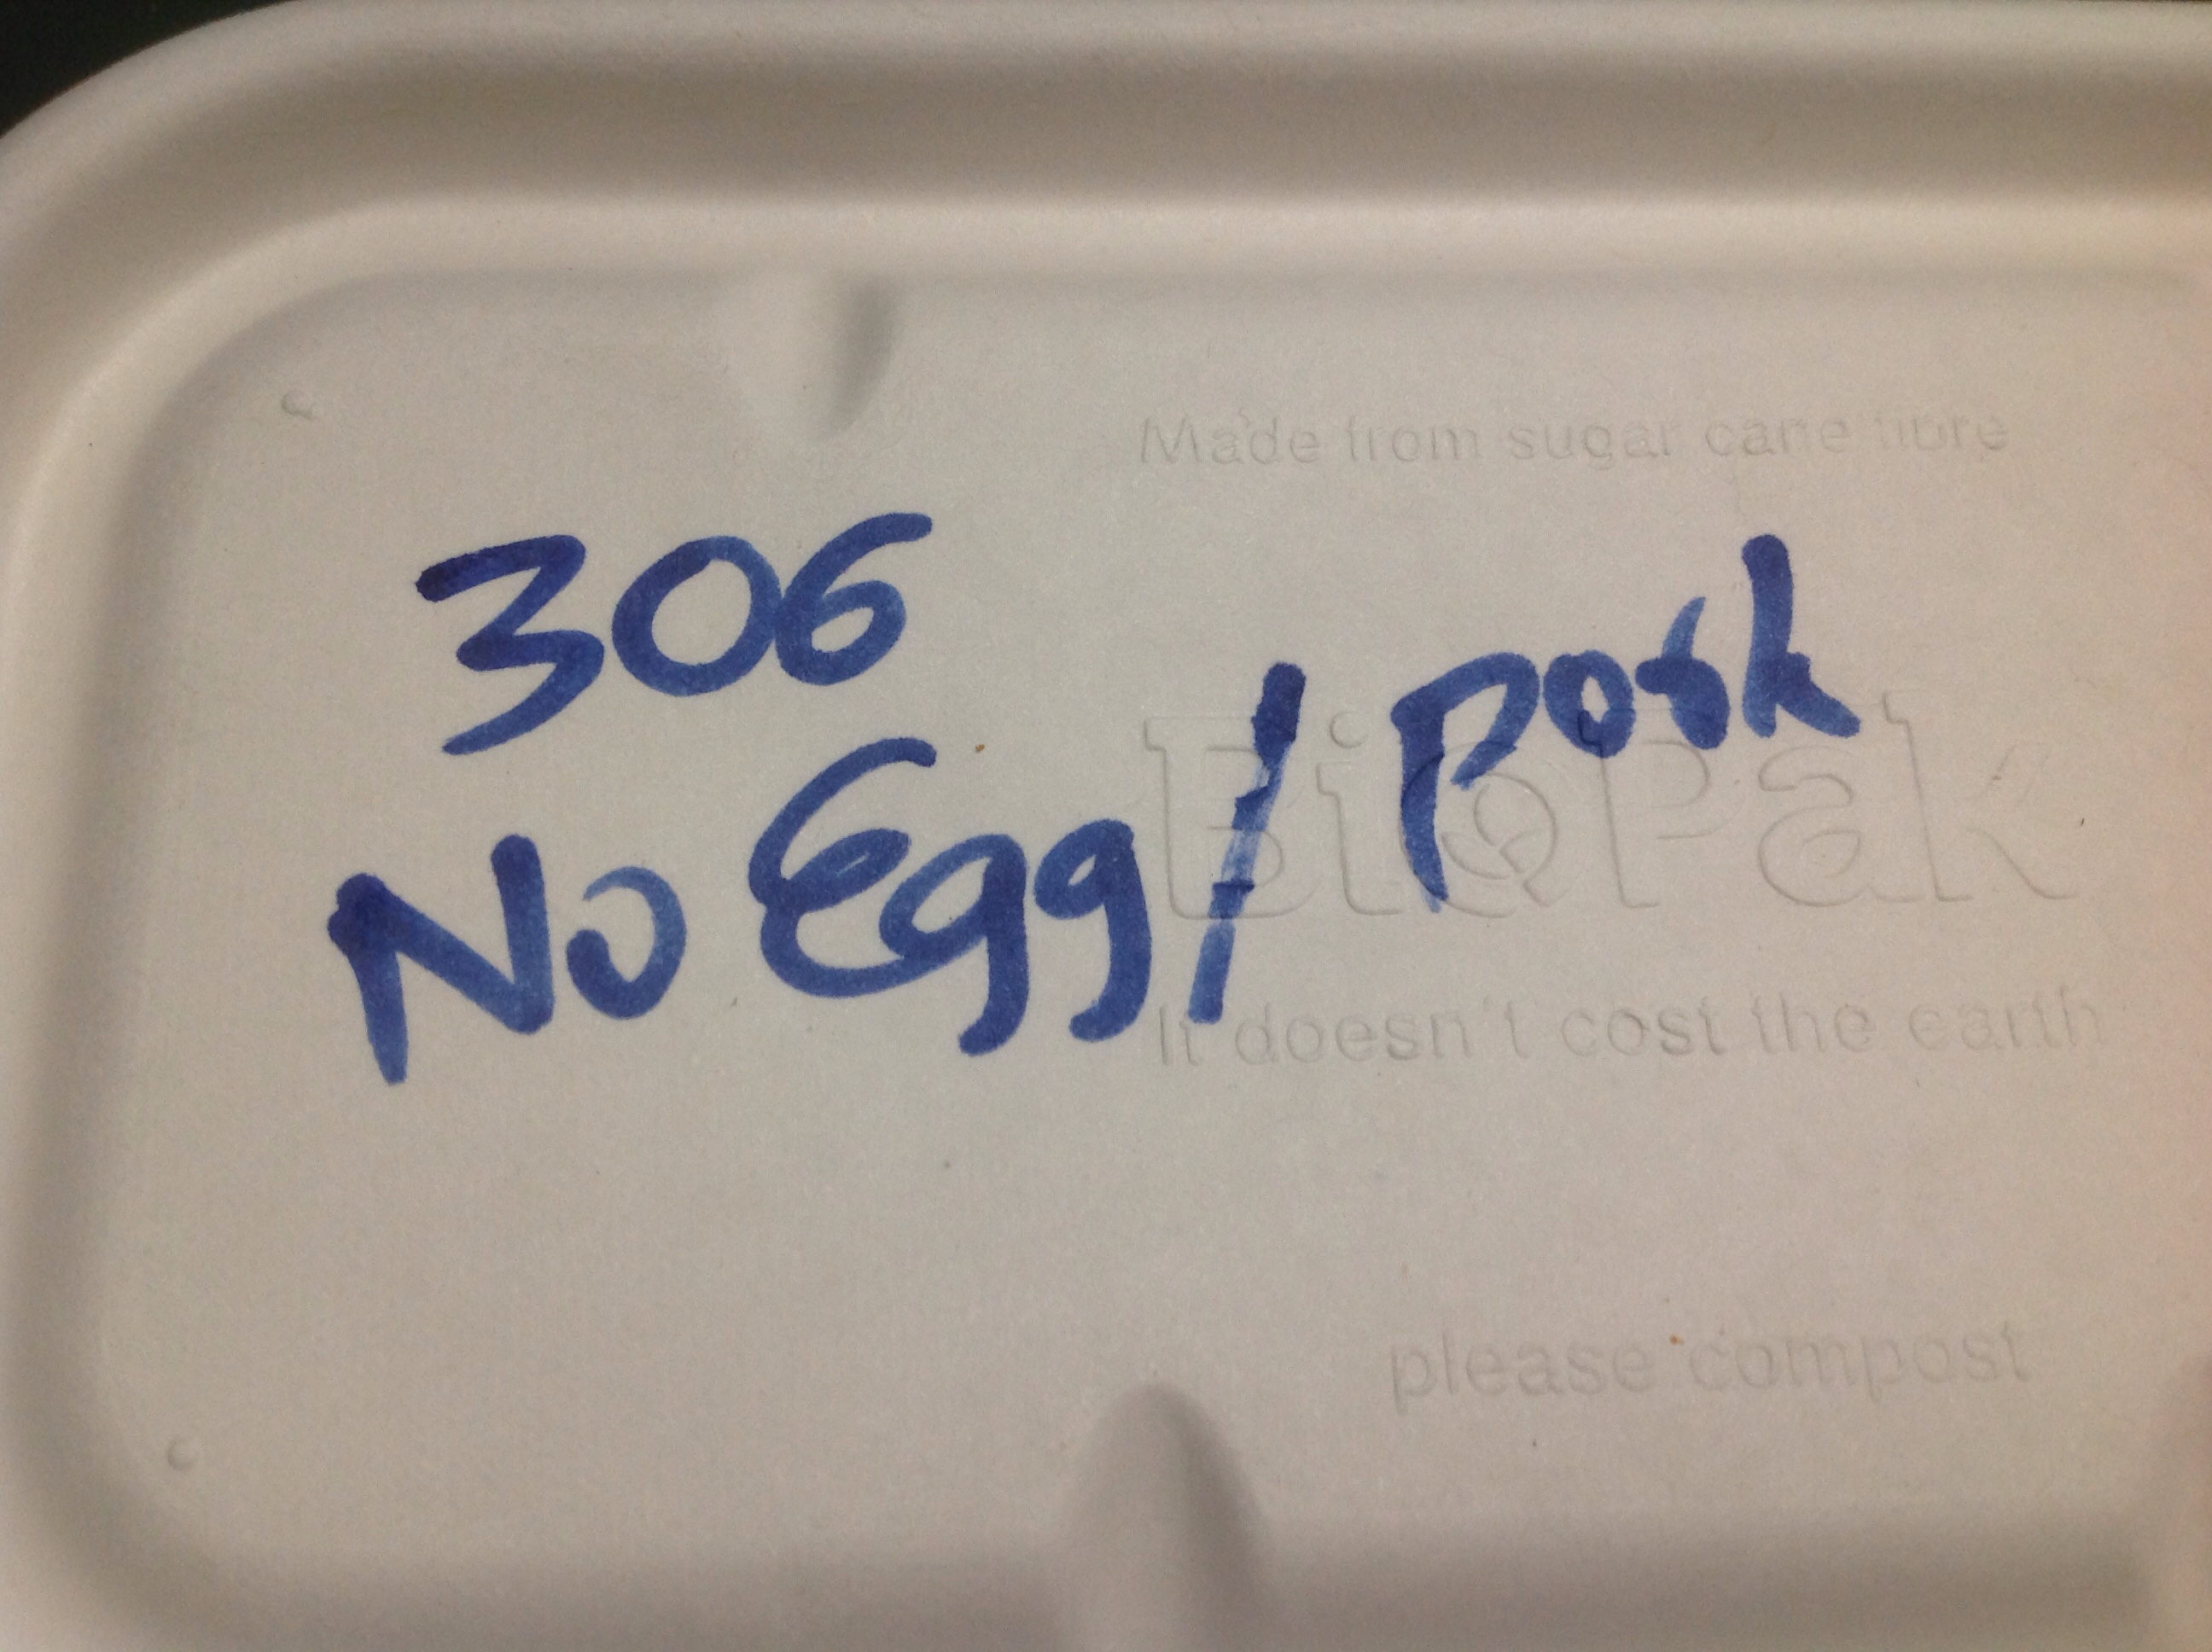 Made from sugar cane fibre
306
No Egg / Pork
BioPak
It doesn't cost the earth
please compost